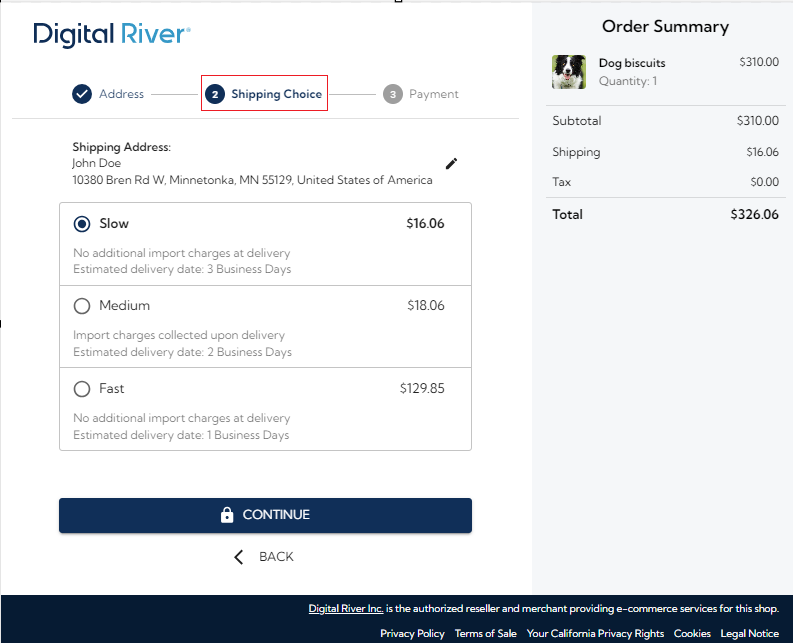 Digital River®
Address
2 Shipping Choice
3 Payment
Shipping Address:
John Doe
10380 Bren Rd W, Minnetonka, MN 55129, United States of America
Slow $16.06
No additional import charges at delivery
Estimated delivery date: 3 Business Days
Medium $18.06
Import charges collected upon delivery
Estimated delivery date: 2 Business Days
Fast $129.85
No additional import charges at delivery
Estimated delivery date: 1 Business Days
CONTINUE
BACK
Order Summary
Dog biscuits $310.00
Quantity: 1
Subtotal $310.00
Shipping $16.06
Tax $0.00
Total $326.06
Digital River Inc. is the authorized reseller and merchant providing e-commerce services for this shop.
Privacy Policy Terms of Sale Your California Privacy Rights Cookies Legal Notice